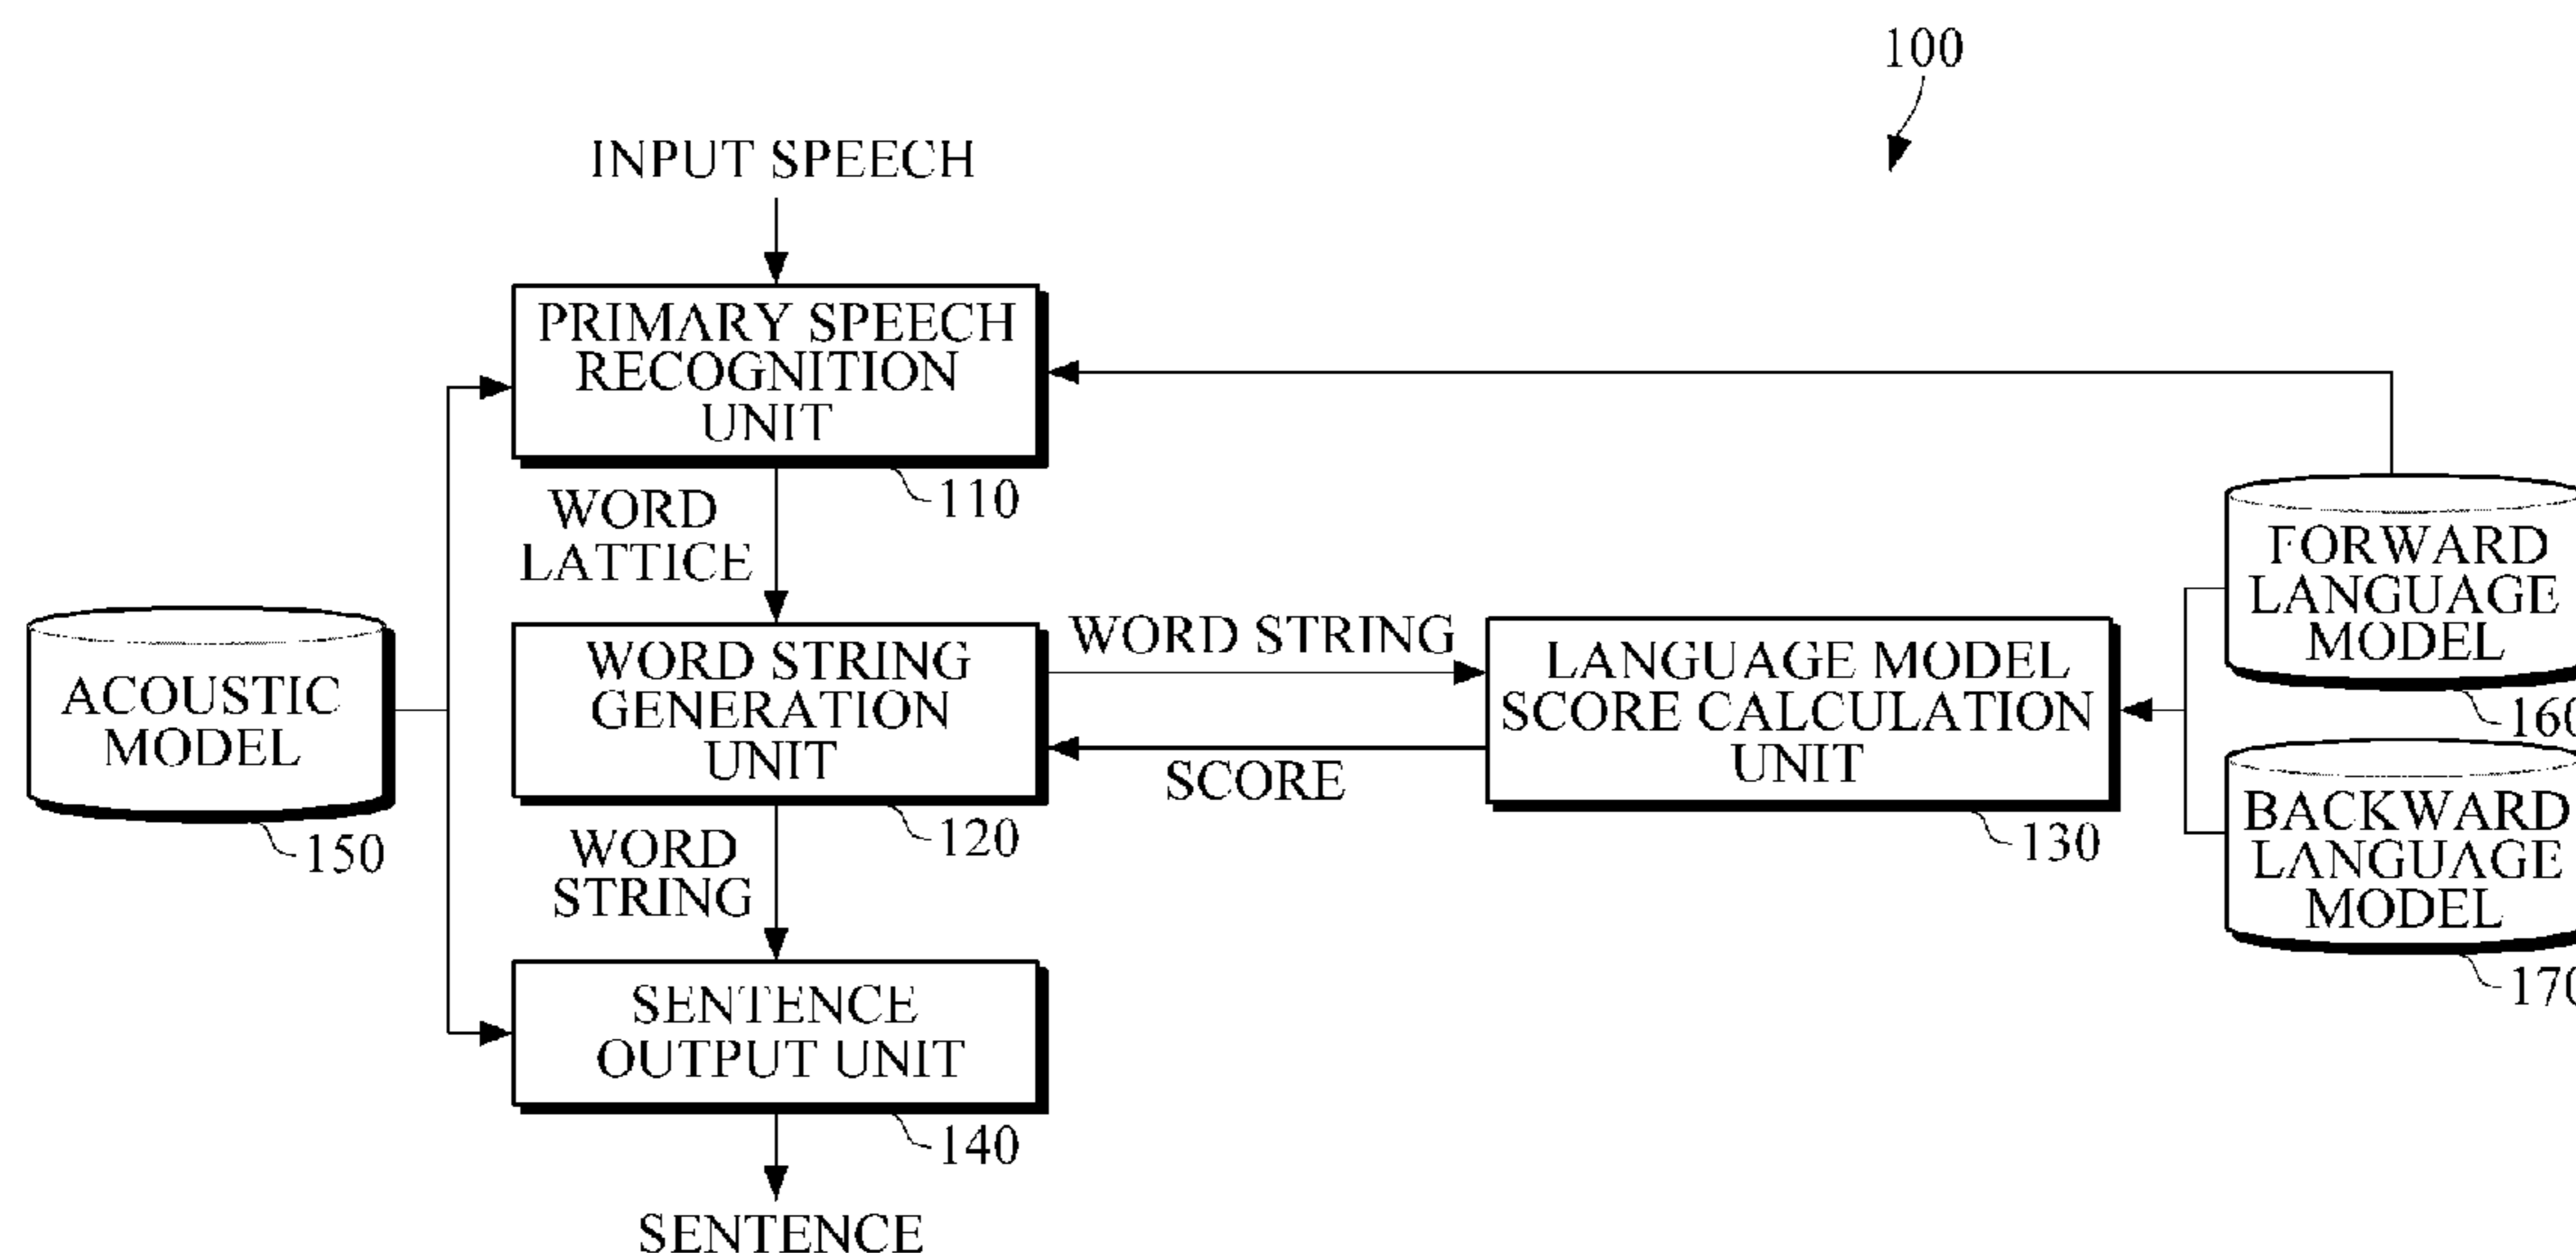 100
INPUT SPEECH
PRIMARY SPEECH
RECOGNITION
UNIT
110
WORD
LATTICE
FORWARD
LANGUAGE
MODEL
160
ACOUSTIC
MODEL
150
WORD STRING
GENERATION
UNIT
120
WORD STRING
SCORE
LANGUAGE MODEL
SCORE CALCULATION
UNIT
130
BACKWARD
LANGUAGE
MODEL
170
WORD
STRING
SENTENCE
OUTPUT UNIT
140
SENTENCE